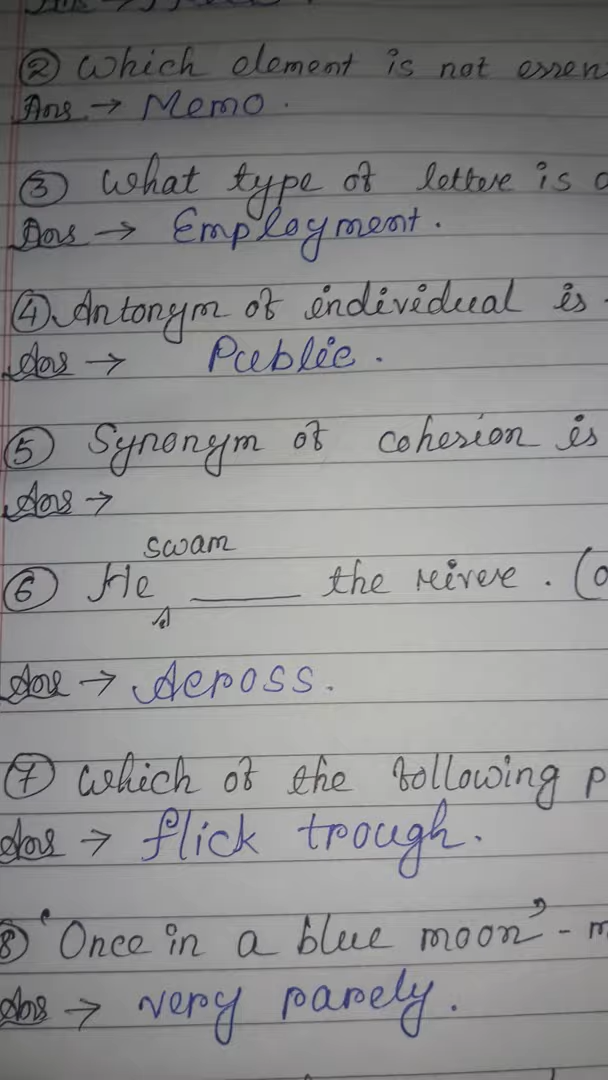 ② Which element is not essen
Ans → Memo.
③ What type of letter is
Ans → Employment.
④ Antonym of individual is
Ans → Public.
⑤ Synonym of cohesion is
Ans →
swam
⑥ He ^ ______ the river. (
Ans → Across.
⑦ Which of the following p
Ans → flick trough.
⑧ 'Once in a blue moon' - m
Ans → very rarely.